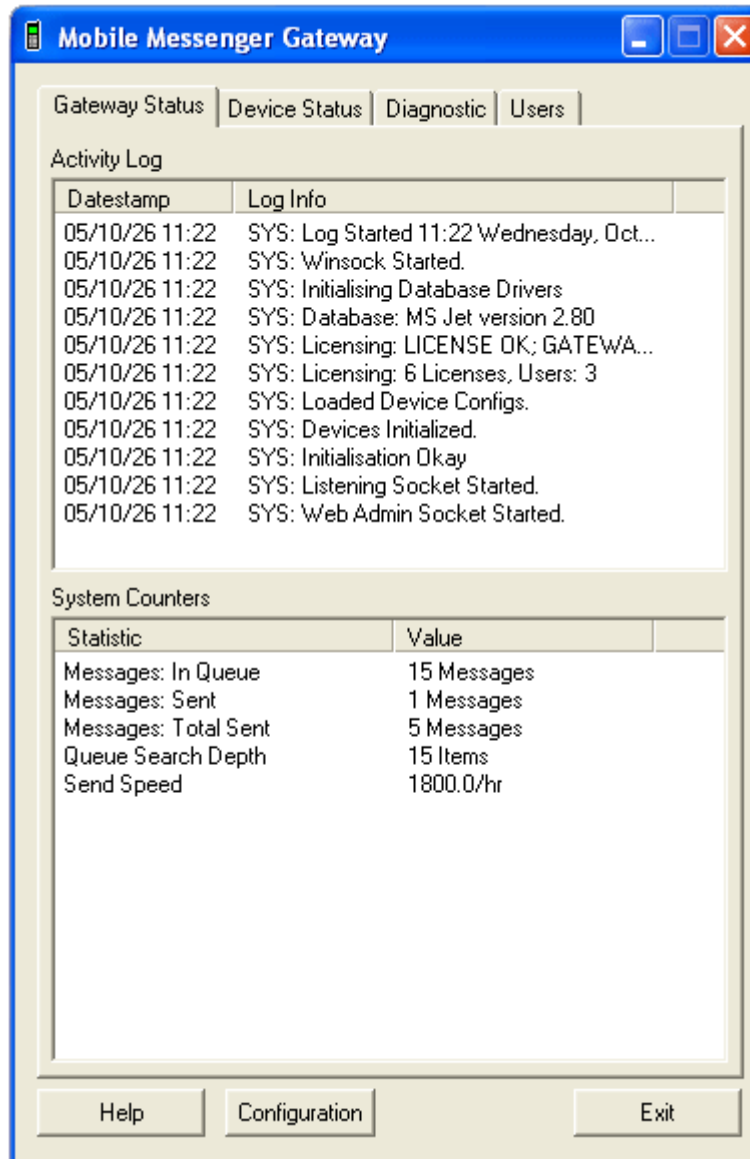 Mobile Messenger Gateway
Gateway Status Device Status Diagnostic Users
Activity Log
Datestamp Log Info
05/10/26 11:22 SYS: Log Started 11:22 Wednesday, Oct...
05/10/26 11:22 SYS: Winsock Started.
05/10/26 11:22 SYS: Initialising Database Drivers
05/10/26 11:22 SYS: Database: MS Jet version 2.80
05/10/26 11:22 SYS: Licensing: LICENSE OK; GATEWA...
05/10/26 11:22 SYS: Licensing: 6 Licenses, Users: 3
05/10/26 11:22 SYS: Loaded Device Configs.
05/10/26 11:22 SYS: Devices Initialized.
05/10/26 11:22 SYS: Initialisation Okay
05/10/26 11:22 SYS: Listening Socket Started.
05/10/26 11:22 SYS: Web Admin Socket Started.
System Counters
Statistic Value
Messages: In Queue 15 Messages
Messages: Sent 1 Messages
Messages: Total Sent 5 Messages
Queue Search Depth 15 Items
Send Speed 1800.0/hr
Help Configuration Exit